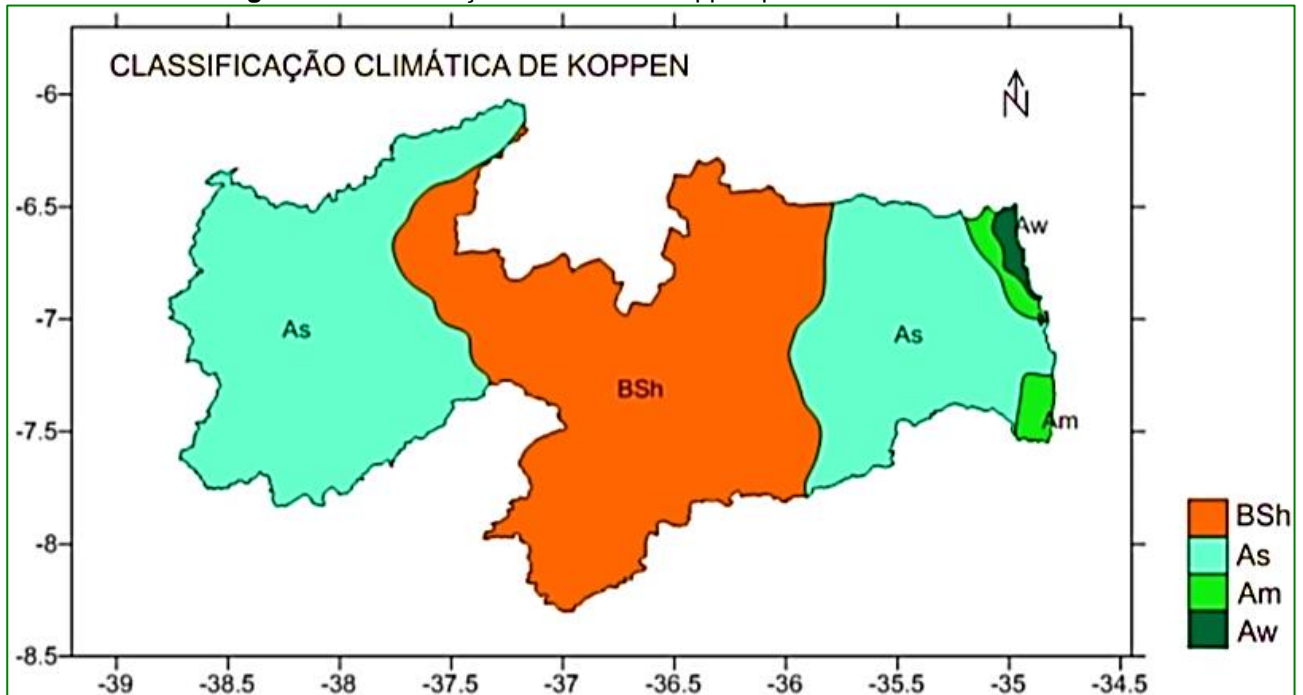 CLASSIFICAÇÃO CLIMÁTICA DE KOPPEN
N
-6
-6.5
-7
-7.5
-8
-8.5
As
BSh
As
Aw
Am
BSh
As
Am
Aw
-39 -38.5 -38 -37.5 -37 -36.5 -36 -35.5 -35 -34.5